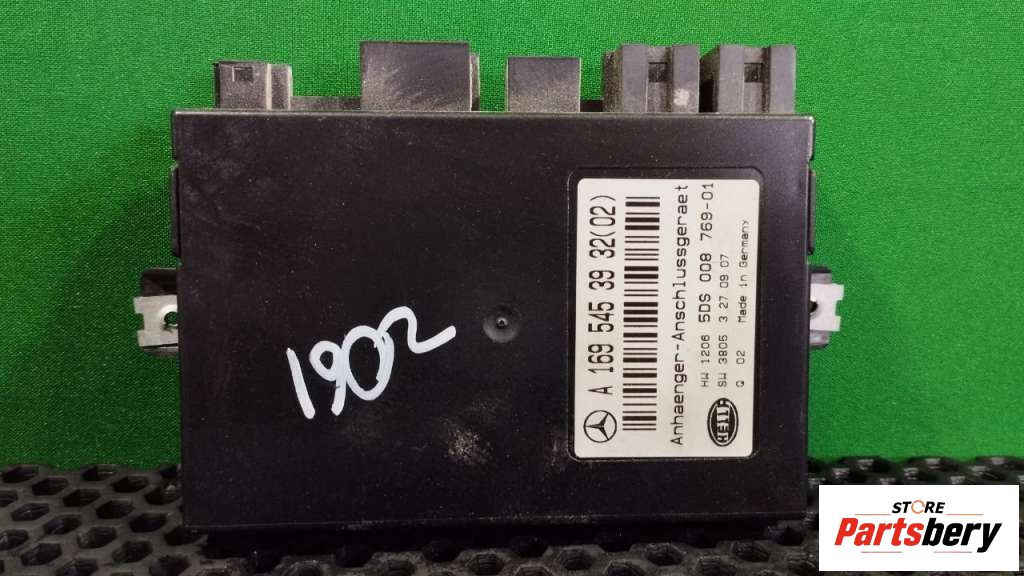 1902
A 169 545 39 32(02)
Anhaenger-Anschlussgeraet
HW 1206 5DS 008 769-01
SW 3805 3 27 09 07
Q 02 Made in Germany
HELLA
STORE
Partsbery